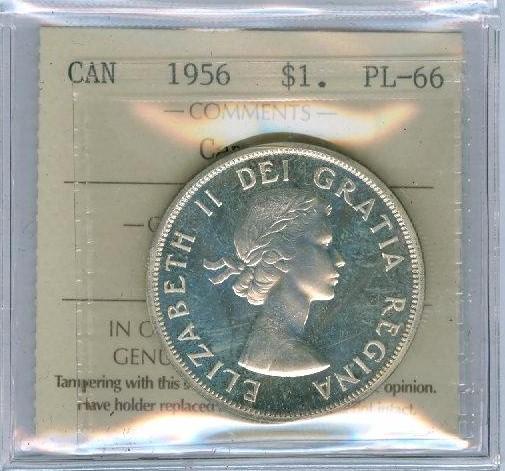 CAN 1956 $1. PL-66
— COMMENTS —
ELIZABETH II DEI GRATIA REGINA
IN
GENU
Tampering with this opinion.
Have holder replaced intact.